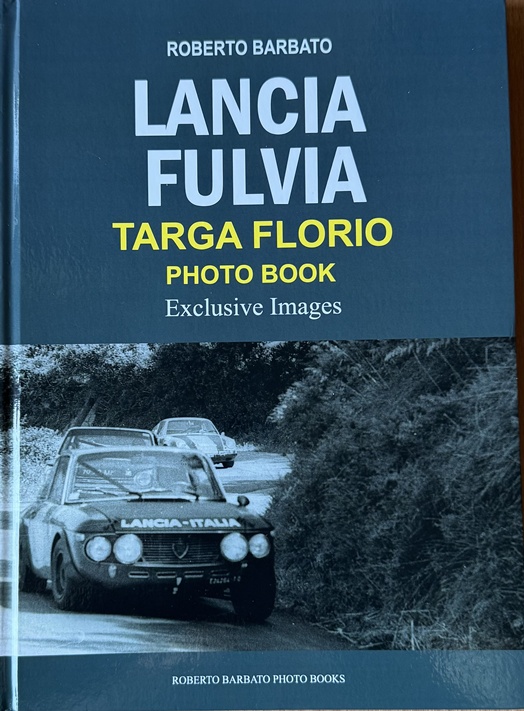 ROBERTO BARBATO
LANCIA
FULVIA
TARGA FLORIO
PHOTO BOOK
Exclusive Images
LANCIA-ITALIA
ROBERTO BARBATO PHOTO BOOKS